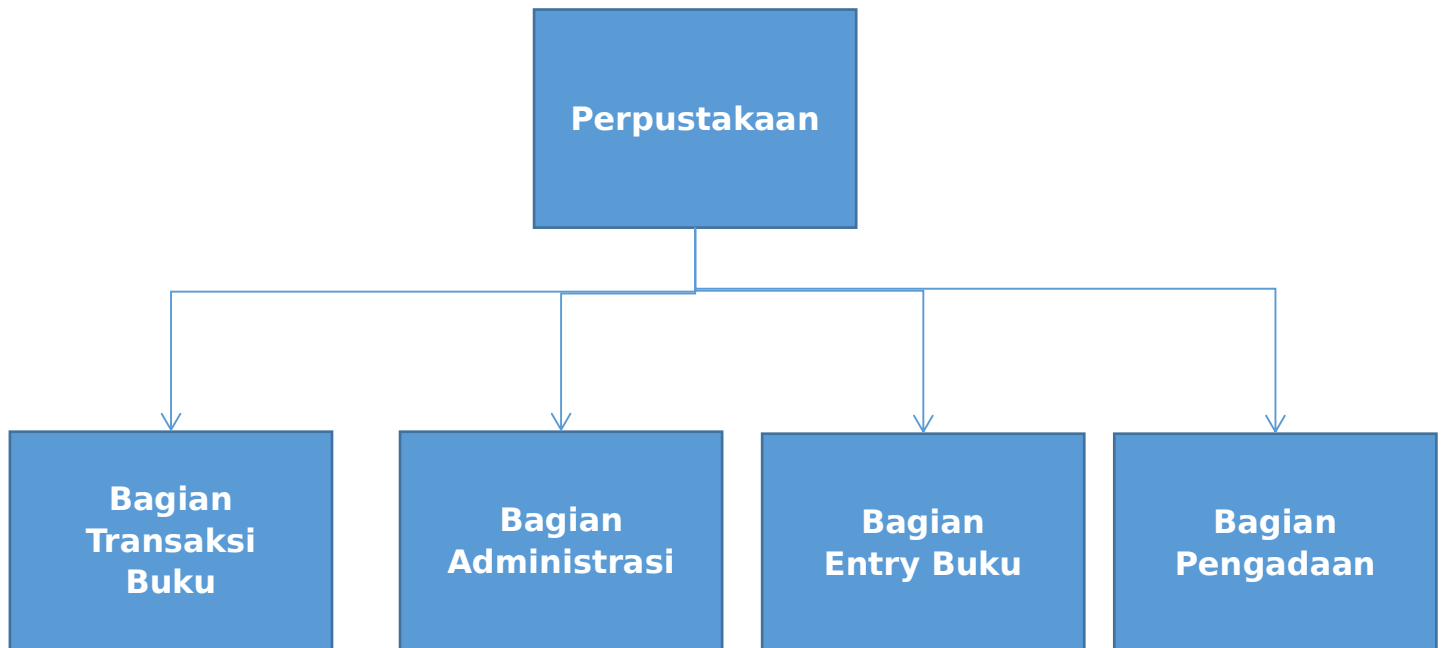 Perpustakaan
Bagian
Transaksi
Buku
Bagian
Administrasi
Bagian
Entry Buku
Bagian
Pengadaan